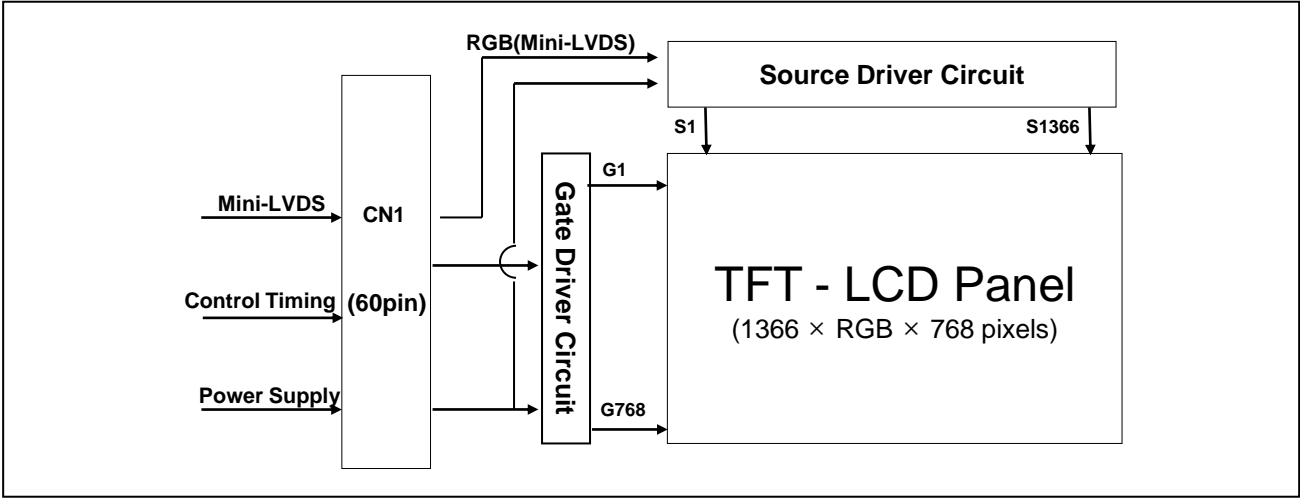 RGB(Mini-LVDS)
Source Driver Circuit
S1
S1366
Mini-LVDS
CN1
Control Timing
(60pin)
Power Supply
Gate Driver Circuit
G1
G768
TFT - LCD Panel
(1366 × RGB × 768 pixels)